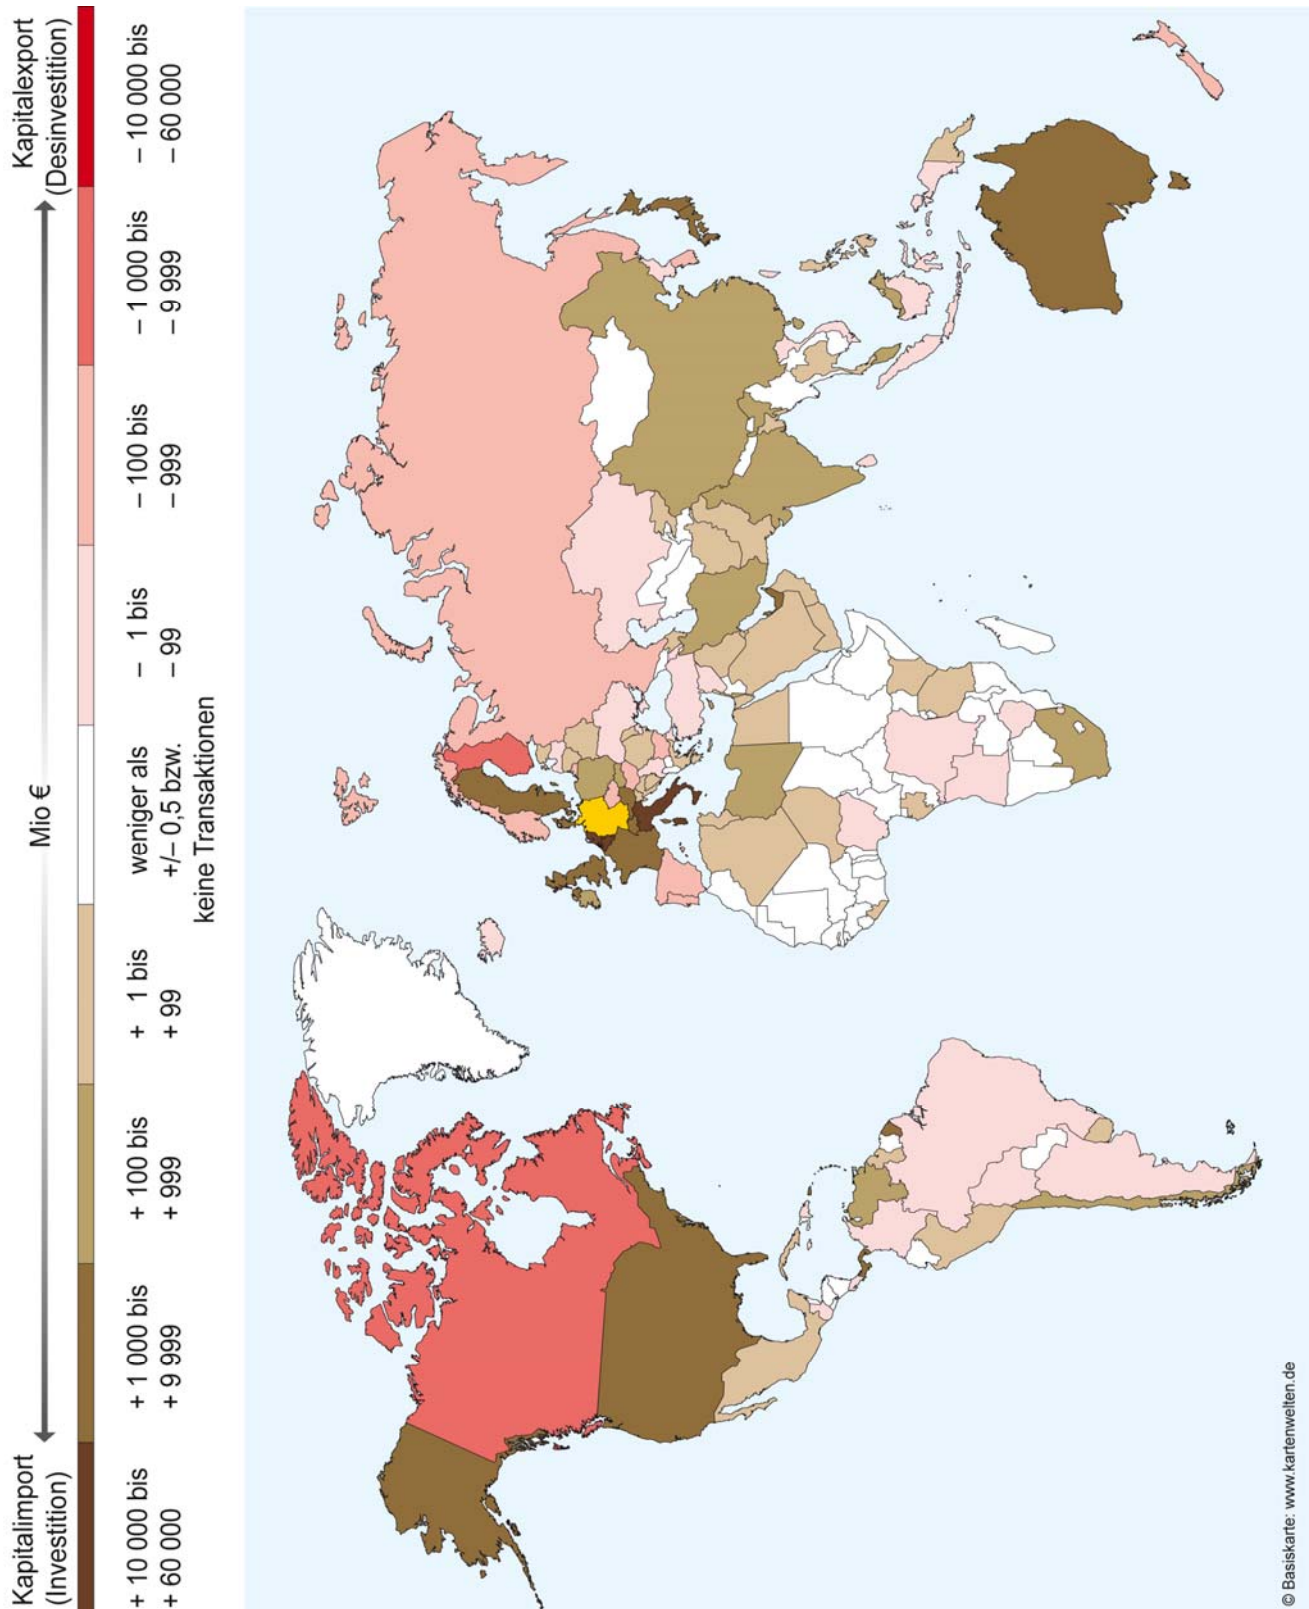 Mio €
Kapitalimport
(Investition)
Kapitalexport
(Desinvestition)
+ 10 000 bis
+ 60 000
+ 1 000 bis
+ 9 999
+ 100 bis
+ 999
+ 1 bis
+ 99
weniger als
+/– 0,5 bzw.
keine Transaktionen
– 1 bis
– 99
– 100 bis
– 999
– 1 000 bis
– 9 999
– 10 000 bis
– 60 000
© Basiskarte: www.kartenwelten.de